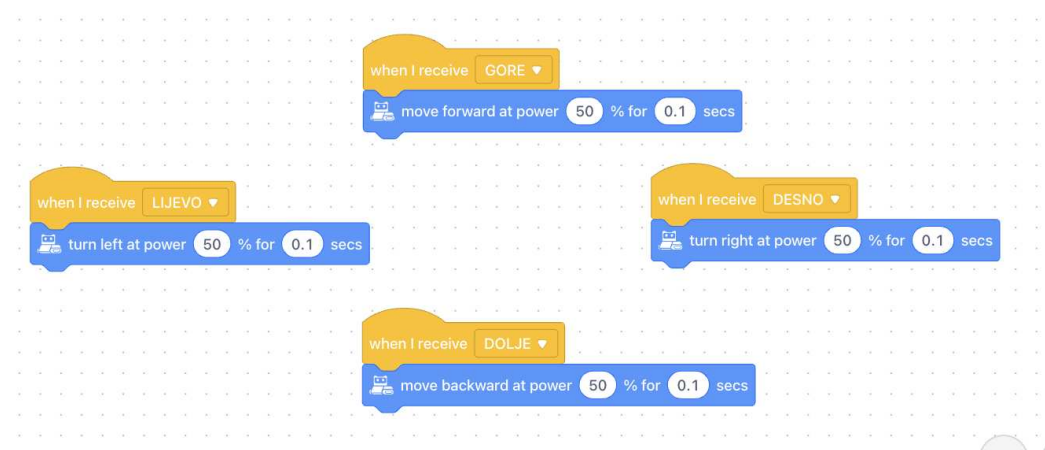 when I receive GORE
move forward at power 50 % for 0.1 secs
when I receive LIJEVO
turn left at power 50 % for 0.1 secs
when I receive DESNO
turn right at power 50 % for 0.1 secs
when I receive DOLJE
move backward at power 50 % for 0.1 secs